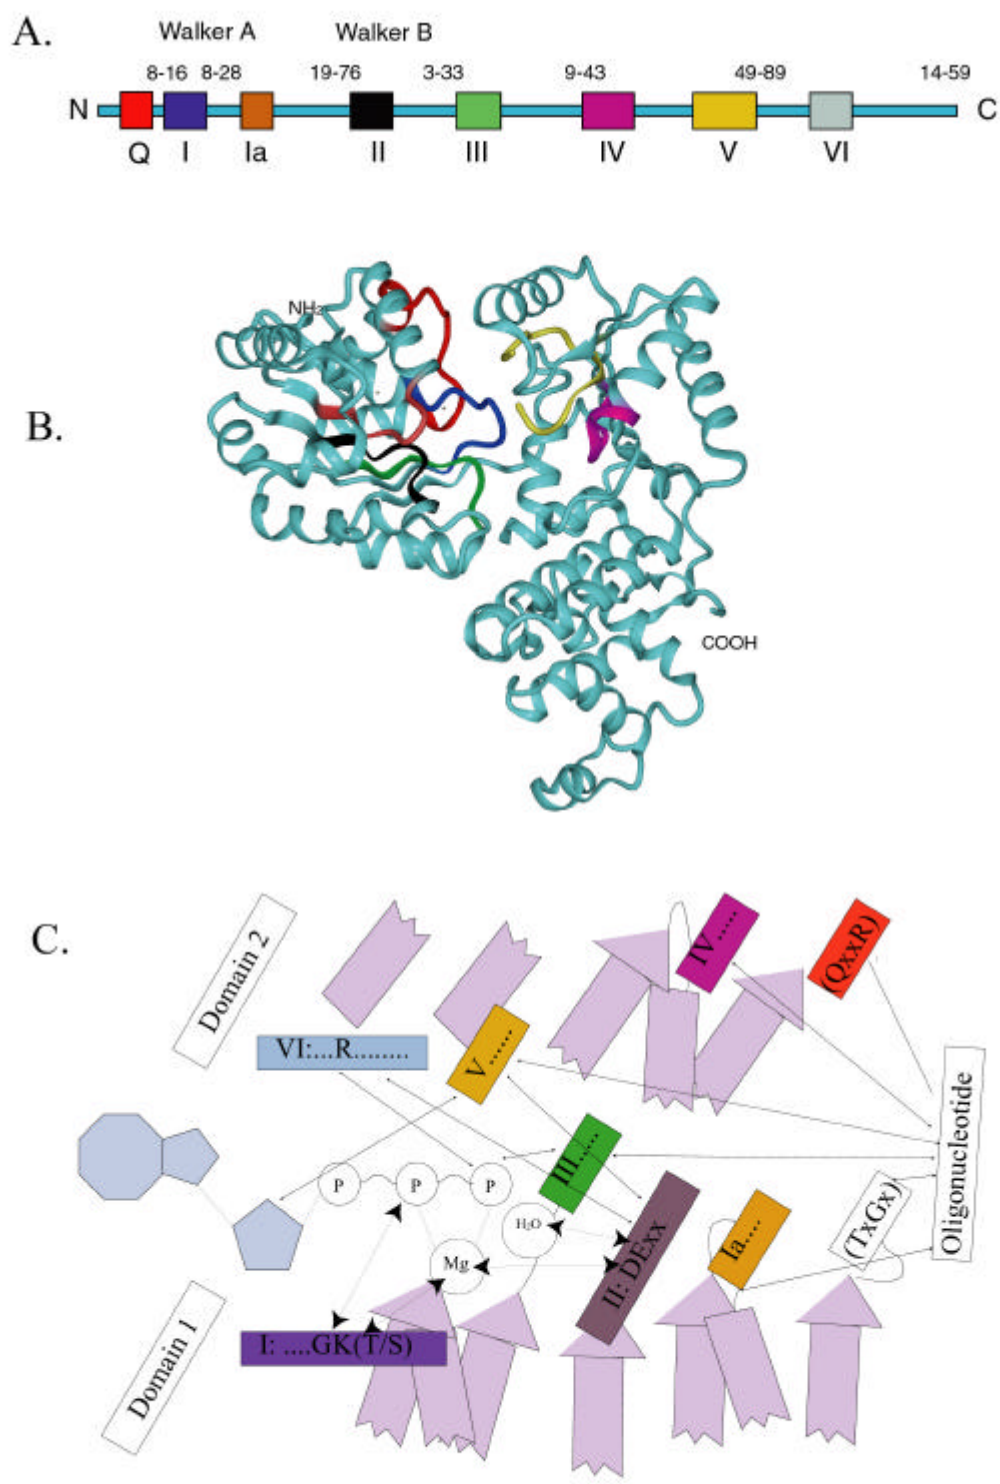 A.
Walker A Walker B
8-16 8-28 19-76 3-33 9-43 49-89 14-59
N C
Q I Ia II III IV V VI
B.
NH2
COOH
C.
Domain 2
IV .....
(QxxR)
VI:....R........
V......
Oligonucleotide
III.....
P P P
H2O
(TxGx)
Ia....
II: DExx
Mg
Domain 1
I: ....GK(T/S)